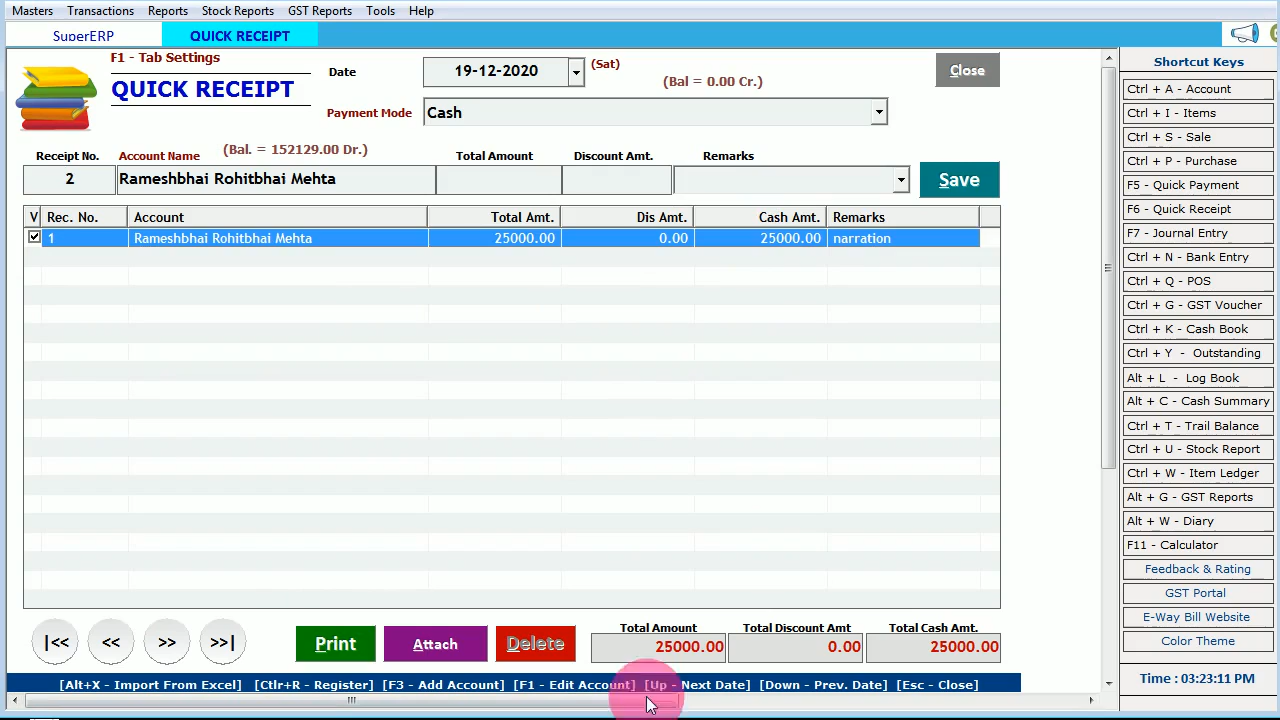 Masters Transactions Reports Stock Reports GST Reports Tools Help
SuperERP QUICK RECEIPT
F1 - Tab Settings
QUICK RECEIPT
Date 19-12-2020 (Sat)
(Bal = 0.00 Cr.)
Close
Payment Mode Cash
Receipt No. Account Name (Bal. = 152129.00 Dr.) Total Amount Discount Amt. Remarks
2 Rameshbhai Rohitbhai Mehta Save
V Rec. No. Account Total Amt. Dis Amt. Cash Amt. Remarks
1 Rameshbhai Rohitbhai Mehta 25000.00 0.00 25000.00 narration
|<< << >> >>| Print Attach Delete
Total Amount Total Discount Amt Total Cash Amt.
25000.00 0.00 25000.00
[Alt+X - Import From Excel] [Ctlr+R - Register] [F3 - Add Account] [F1 - Edit Account] [Up - Next Date] [Down - Prev. Date] [Esc - Close]
Shortcut Keys
Ctrl + A - Account
Ctrl + I - Items
Ctrl + S - Sale
Ctrl + P - Purchase
F5 - Quick Payment
F6 - Quick Receipt
F7 - Journal Entry
Ctrl + N - Bank Entry
Ctrl + Q - POS
Ctrl + G - GST Voucher
Ctrl + K - Cash Book
Ctrl + Y - Outstanding
Alt + L - Log Book
Alt + C - Cash Summary
Ctrl + T - Trail Balance
Ctrl + U - Stock Report
Ctrl + W - Item Ledger
Alt + G - GST Reports
Alt + W - Diary
F11 - Calculator
Feedback & Rating
GST Portal
E-Way Bill Website
Color Theme
Time : 03:23:11 PM